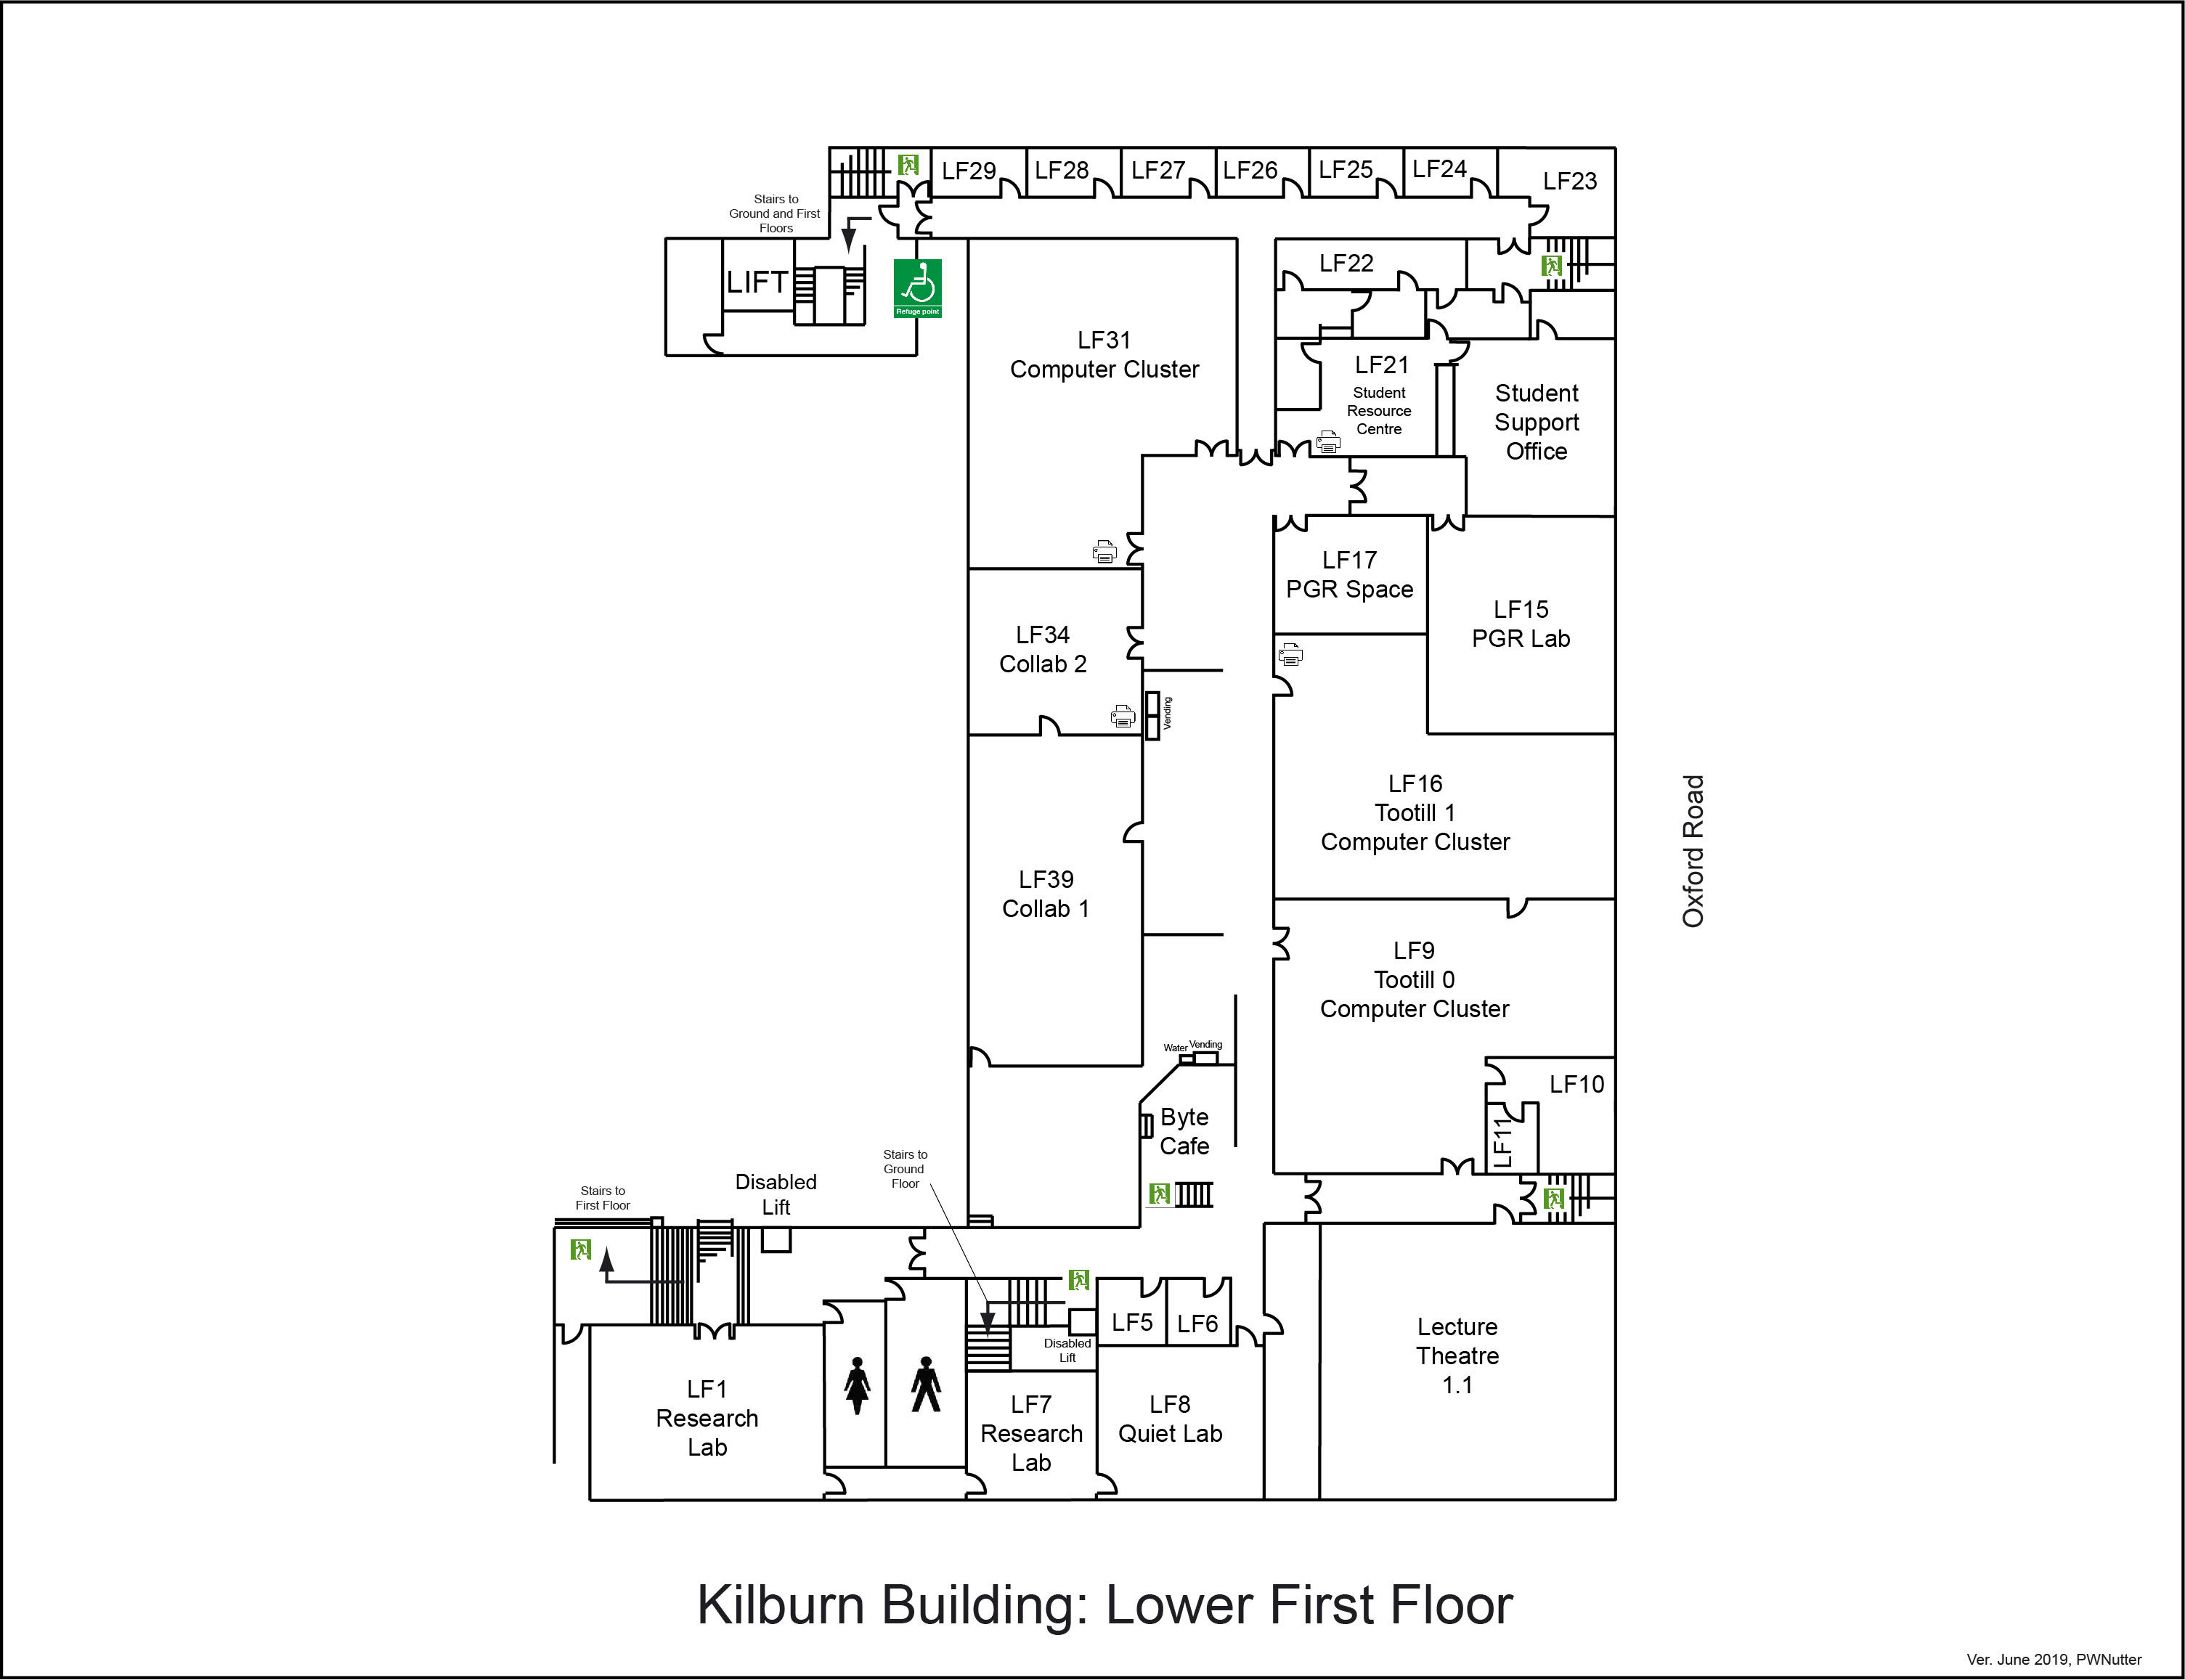 LF29
LF28
LF27
LF26
LF25
LF24
LF23
Stairs to
Ground and First
Floors
LIFT
Refuge point
LF22
LF31
Computer Cluster
LF21
Student
Resource
Centre
Student
Support
Office
LF17
PGR Space
LF15
PGR Lab
LF34
Collab 2
Vending
LF16
Tootill 1
Computer Cluster
Oxford Road
LF39
Collab 1
LF9
Tootill 0
Computer Cluster
Water
Vending
LF10
Byte
Cafe
LF11
Stairs to
Ground
Floor
Disabled
Lift
Stairs to
First Floor
LF5
LF6
Disabled
Lift
Lecture
Theatre
1.1
LF1
Research
Lab
LF7
Research
Lab
LF8
Quiet Lab
Kilburn Building: Lower First Floor
Ver. June 2019, PWNutter